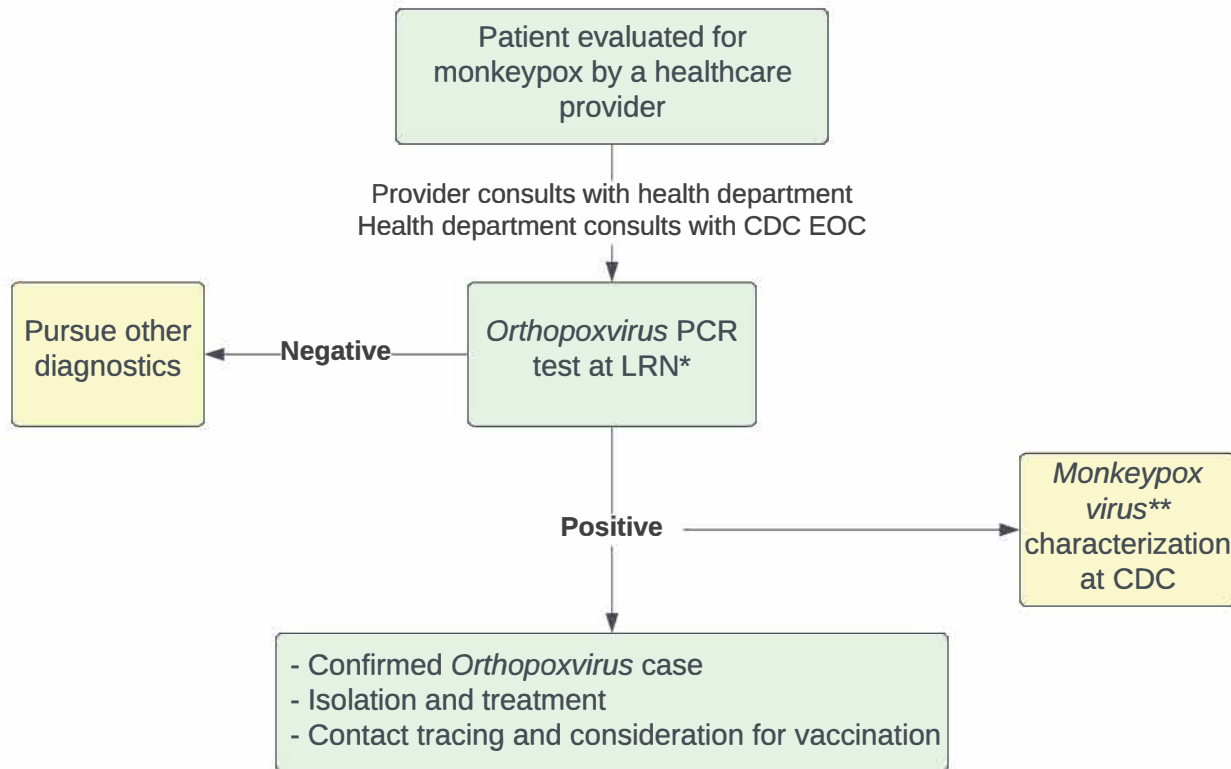 Patient evaluated for
monkeypox by a healthcare
provider
Provider consults with health department
Health department consults with CDC EOC
Pursue other
diagnostics
Negative
Orthopoxvirus PCR
test at LRN*
Positive
Monkeypox
virus**
characterization
at CDC
- Confirmed Orthopoxvirus case
- Isolation and treatment
- Contact tracing and consideration for vaccination